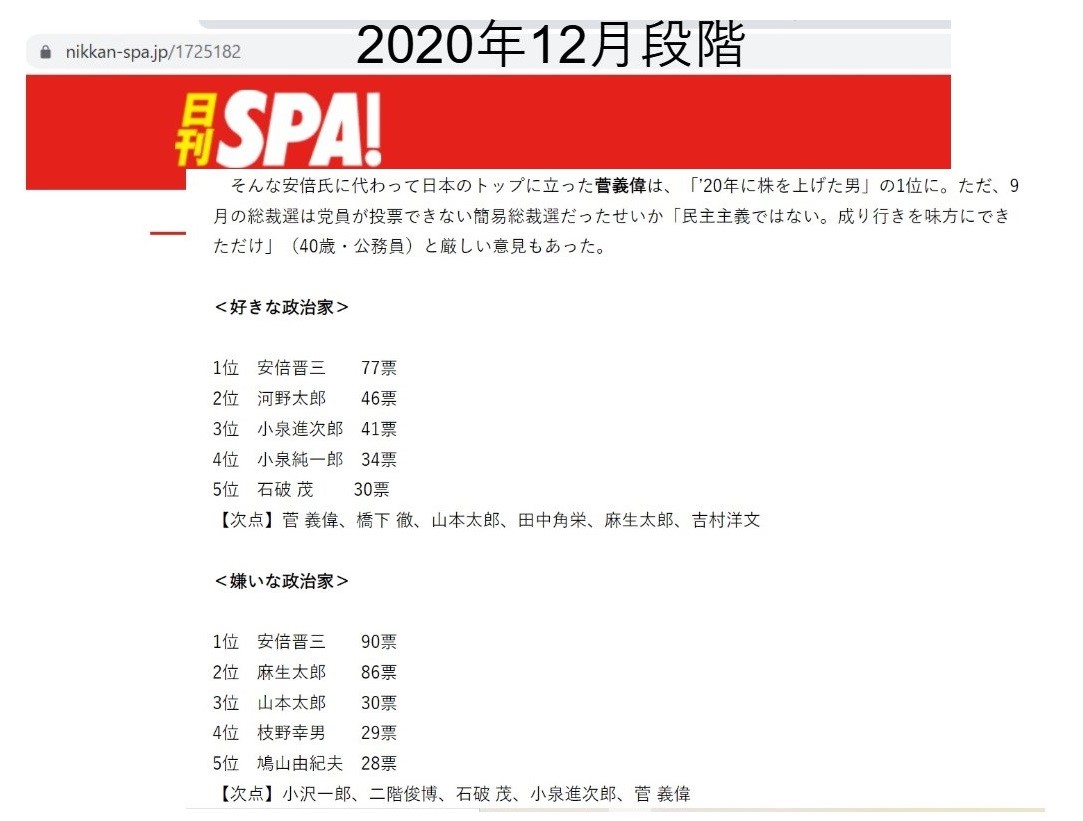 2020年12月段階
nikkan-spa.jp/1725182
日刊SPA!
そんな安倍氏に代わって日本のトップに立った菅義偉は、「'20年に株を上げた男」の1位に。ただ、9
月の総裁選は党員が投票できない簡易総裁選だったせいか「民主主義ではない。成り行きを味方にでき
ただけ」（40歳・公務員）と厳しい意見もあった。
＜好きな政治家＞
1位　安倍晋三　　77票
2位　河野太郎　　46票
3位　小泉進次郎　41票
4位　小泉純一郎　34票
5位　石破 茂　　30票
【次点】菅 義偉、橋下 徹、山本太郎、田中角栄、麻生太郎、吉村洋文
＜嫌いな政治家＞
1位　安倍晋三　　90票
2位　麻生太郎　　86票
3位　山本太郎　　30票
4位　枝野幸男　　29票
5位　鳩山由紀夫　28票
【次点】小沢一郎、二階俊博、石破 茂、小泉進次郎、菅 義偉